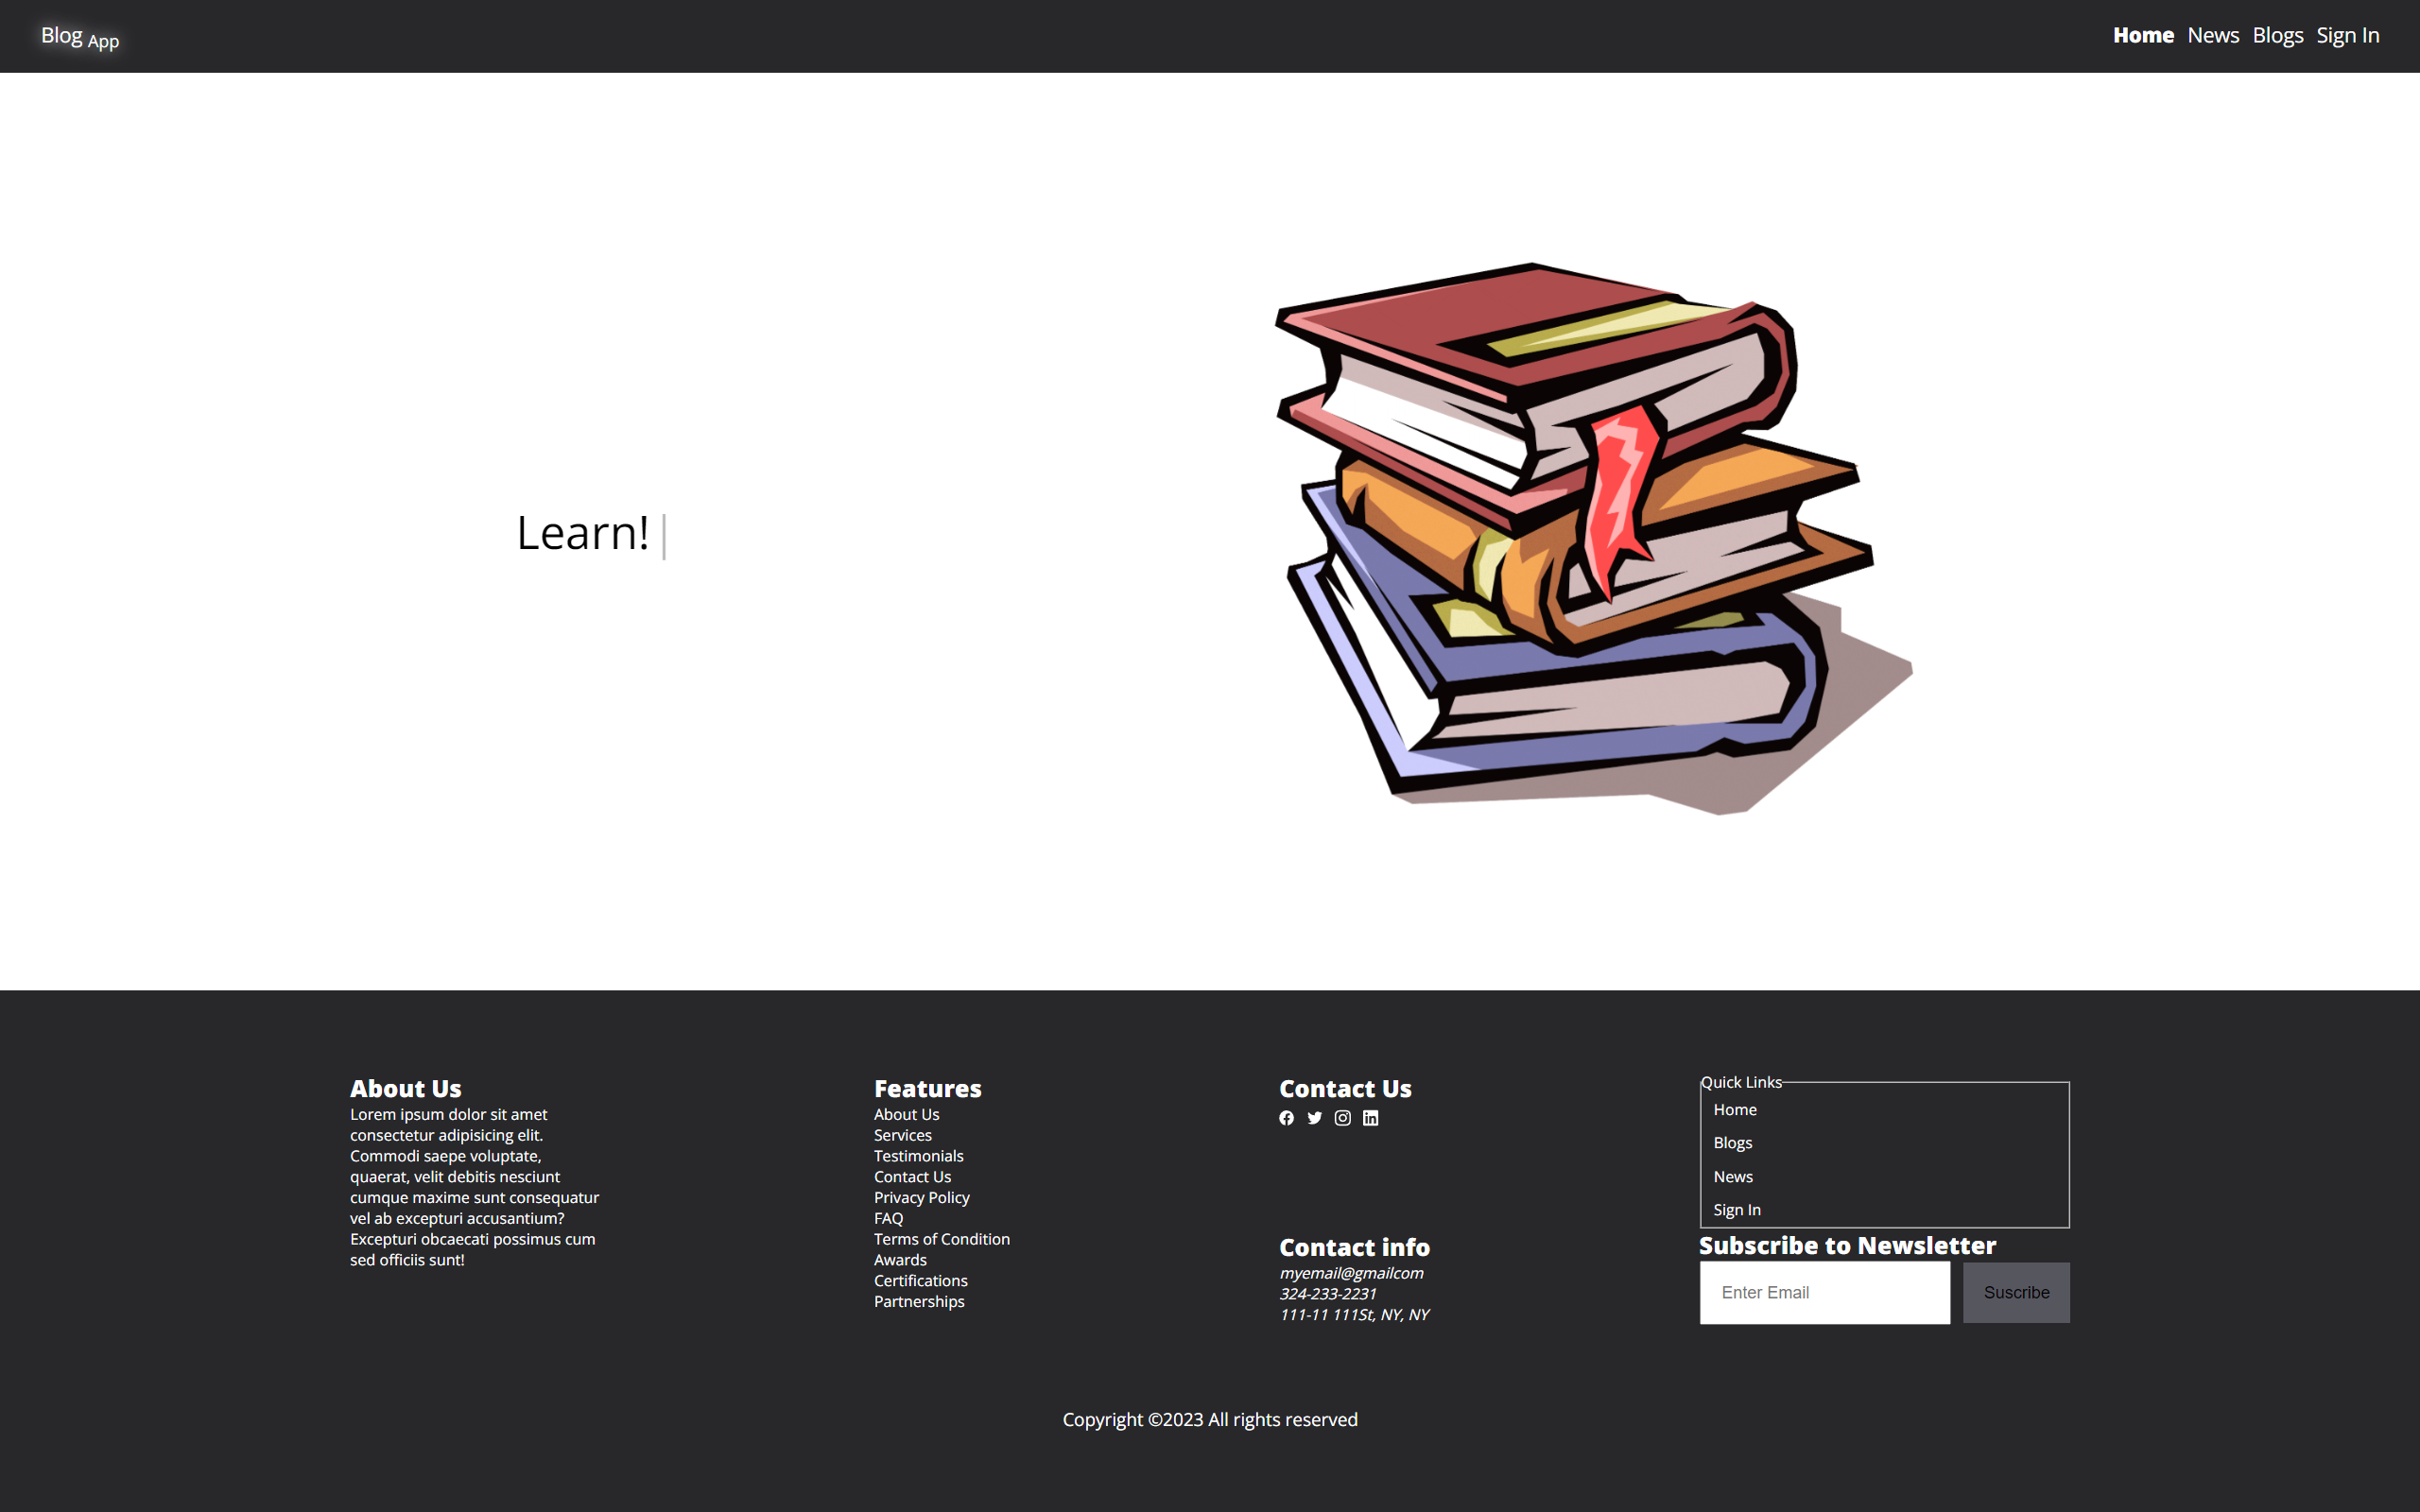 Blog App
Home News Blogs Sign In
Learn!
About Us
Lorem ipsum dolor sit amet
consectetur adipisicing elit.
Commodi saepe voluptate,
quaerat, velit debitis nesciunt
cumque maxime sunt consequatur
vel ab excepturi accusantium?
Excepturi obcaecati possimus cum
sed officiis sunt!
Features
About Us
Services
Testimonials
Contact Us
Privacy Policy
FAQ
Terms of Condition
Awards
Certifications
Partnerships
Contact Us
Contact info
myemail@gmailcom
324-233-2231
111-11 111St, NY, NY
Quick Links
Home
Blogs
News
Sign In
Subscribe to Newsletter
Enter Email
Suscribe
Copyright ©2023 All rights reserved